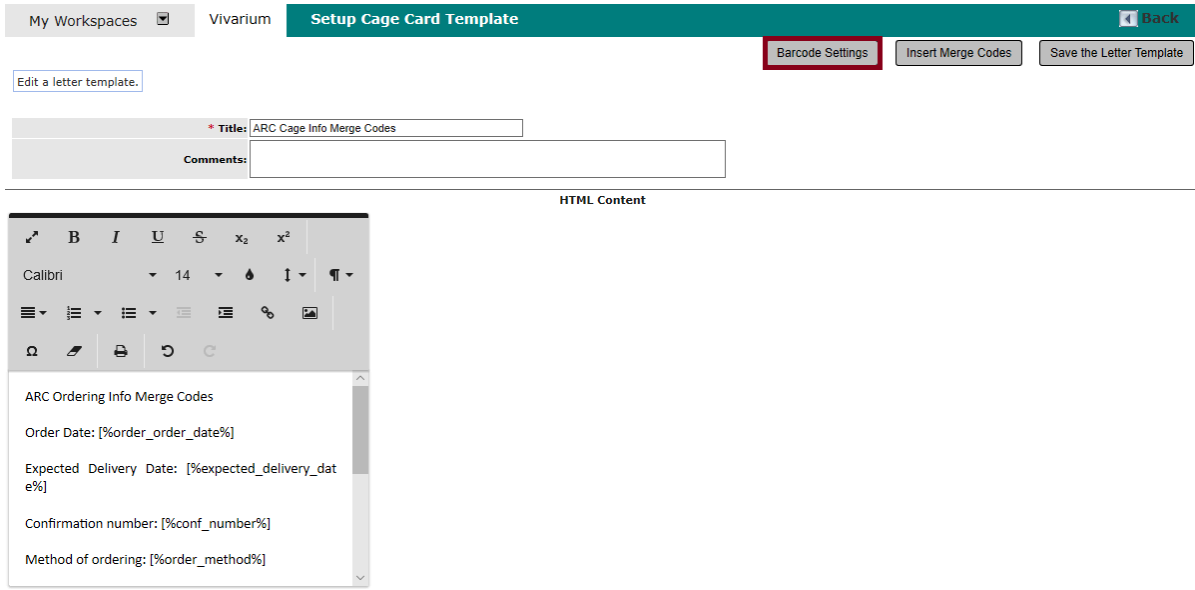 My Workspaces Vivarium Setup Cage Card Template Back
Barcode Settings Insert Merge Codes Save the Letter Template
Edit a letter template.
* Title: ARC Cage Info Merge Codes
Comments:
HTML Content
B I U S x₂ x²
Calibri 14
Ω
ARC Ordering Info Merge Codes
Order Date: [%order_order_date%]
Expected Delivery Date: [%expected_delivery_dat
e%]
Confirmation number: [%conf_number%]
Method of ordering: [%order_method%]